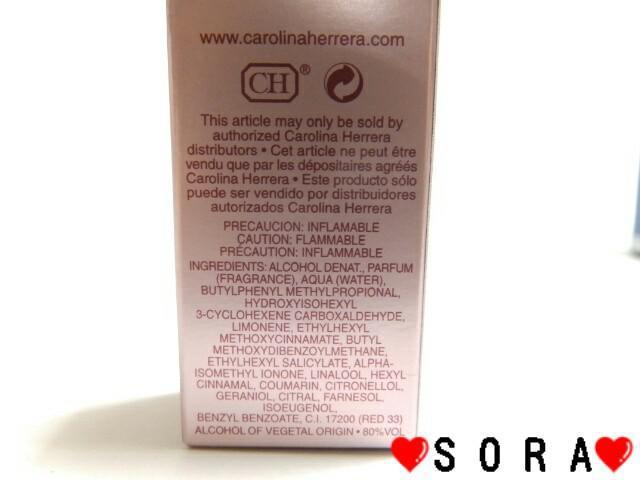 www.carolinaherrera.com
CH®
This article may only be sold by
authorized Carolina Herrera
distributors • Cet article ne peut être
vendu que par les dépositaires agréés
Carolina Herrera • Este producto sólo
puede ser vendido por distribuidores
autorizados Carolina Herrera
PRECAUCION: INFLAMABLE
CAUTION: FLAMMABLE
PRÉCAUTION: INFLAMMABLE
INGREDIENTS: ALCOHOL DENAT., PARFUM
(FRAGRANCE), AQUA (WATER),
BUTYLPHENYL METHYLPROPIONAL,
HYDROXYISOHEXYL
3-CYCLOHEXENE CARBOXALDEHYDE,
LIMONENE, ETHYLHEXYL
METHOXYCINNAMATE, BUTYL
METHOXYDIBENZOYLMETHANE,
ETHYLHEXYL SALICYLATE, ALPHA-
ISOMETHYL IONONE, LINALOOL, HEXYL
CINNAMAL, COUMARIN, CITRONELLOL,
GERANIOL, CITRAL, FARNESOL,
ISOEUGENOL,
BENZYL BENZOATE, C.I. 17200 (RED 33)
ALCOHOL OF VEGETAL ORIGIN • 80%VOL
❤SORA❤